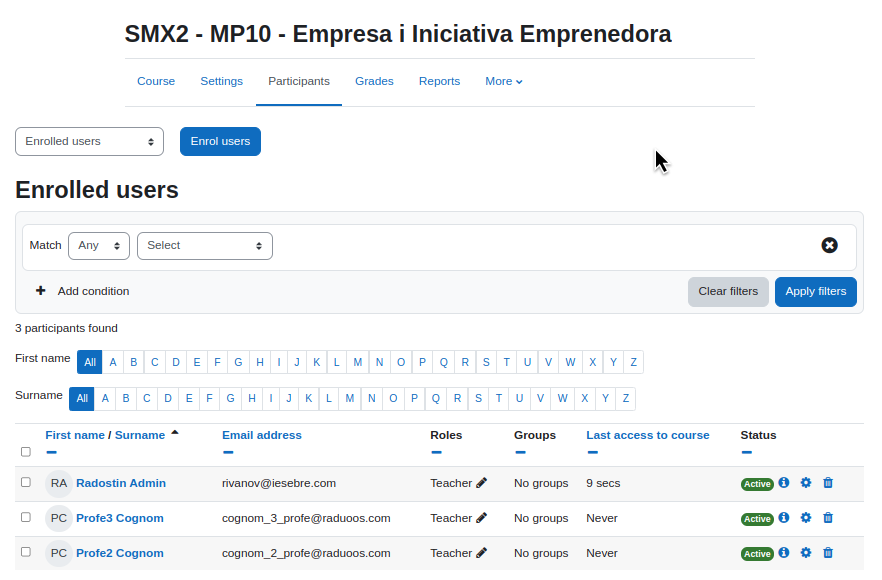 SMX2 - MP10 - Empresa i Iniciativa Emprenedora
Course Settings Participants Grades Reports More
Enrolled users Enrol users
Enrolled users
Match Any Select
Add condition Clear filters Apply filters
3 participants found
First name All A B C D E F G H I J K L M N O P Q R S T U V W X Y Z
Surname All A B C D E F G H I J K L M N O P Q R S T U V W X Y Z
First name / Surname Email address Roles Groups Last access to course Status
RA Radostin Admin rivanov@iesebre.com Teacher No groups 9 secs Active
PC Profe3 Cognom cognom_3_profe@raduoos.com Teacher No groups Never Active
PC Profe2 Cognom cognom_2_profe@raduoos.com Teacher No groups Never Active